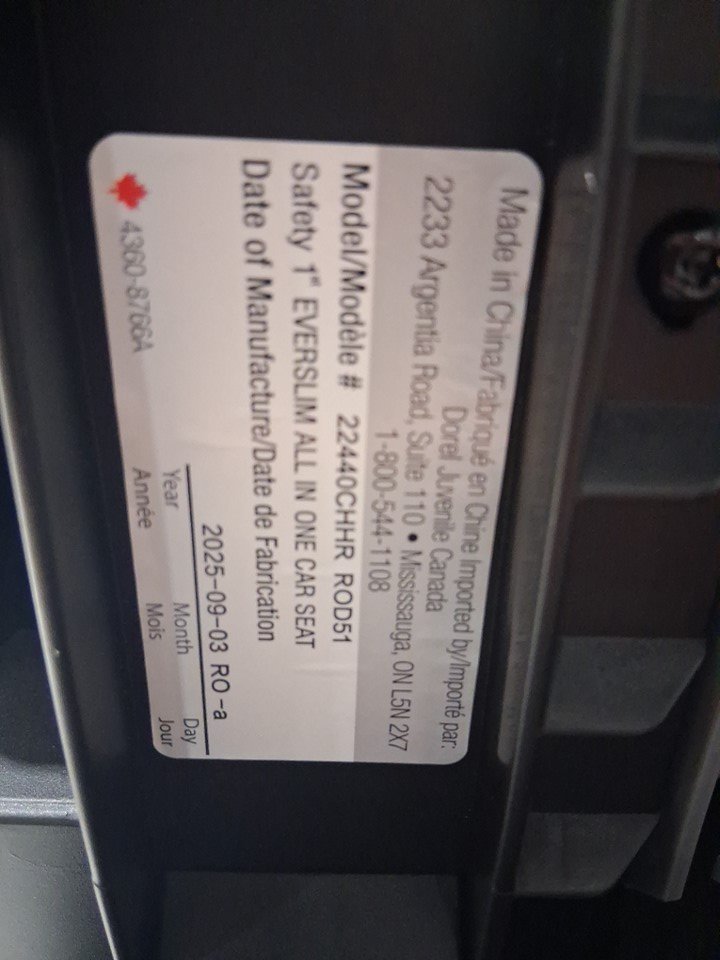 Made in China/Fabriqué en Chine Imported by/Importé par:
Dorel Juvenile Canada
2233 Argentia Road, Suite 110 • Mississauga, ON L5N 2X7
1-800-544-1108
Model/Modèle # 22440CHHR ROD51
Safety 1st EVERSLIM ALL IN ONE CAR SEAT
Date of Manufacture/Date de Fabrication
2025-09-03 RO-a
Year Month Day
Année Mois Jour
4360-8766A